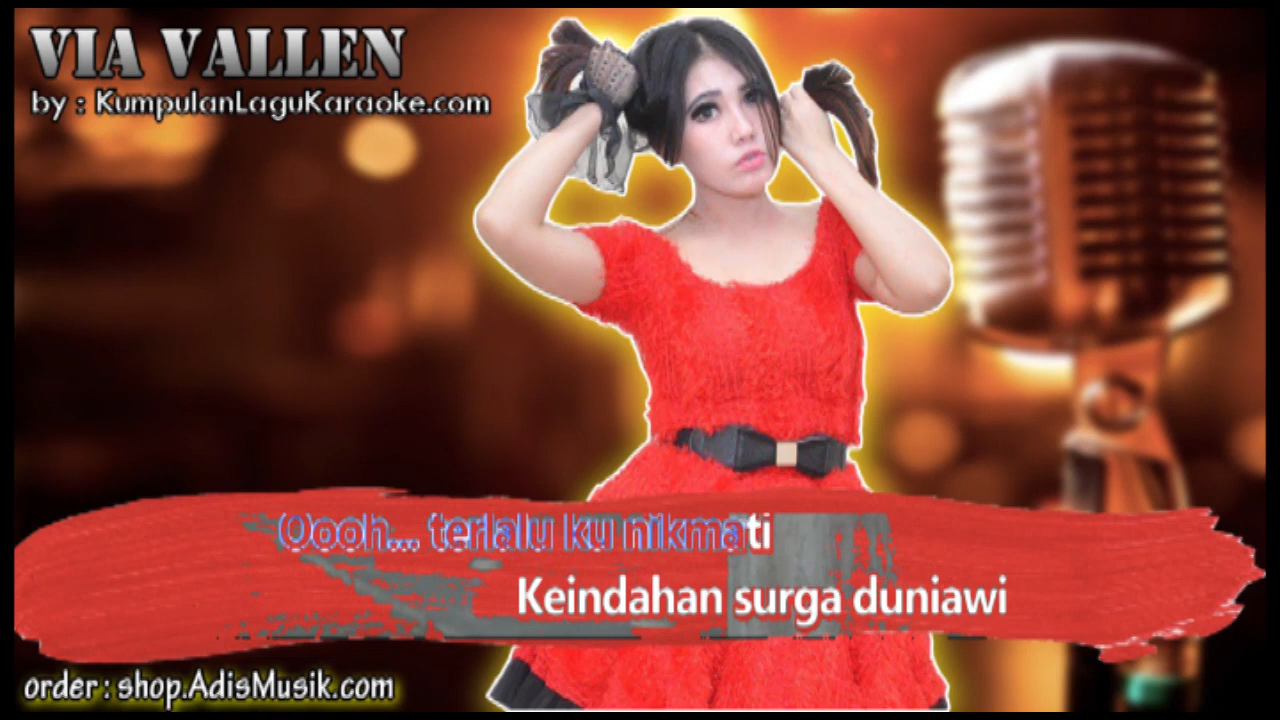 VIA VALLEN
by : KumpulanLaguKaraoke.com
Oooh... terlalu ku nikmati
Keindahan surga duniawi
order : shop.AdisMusik.com